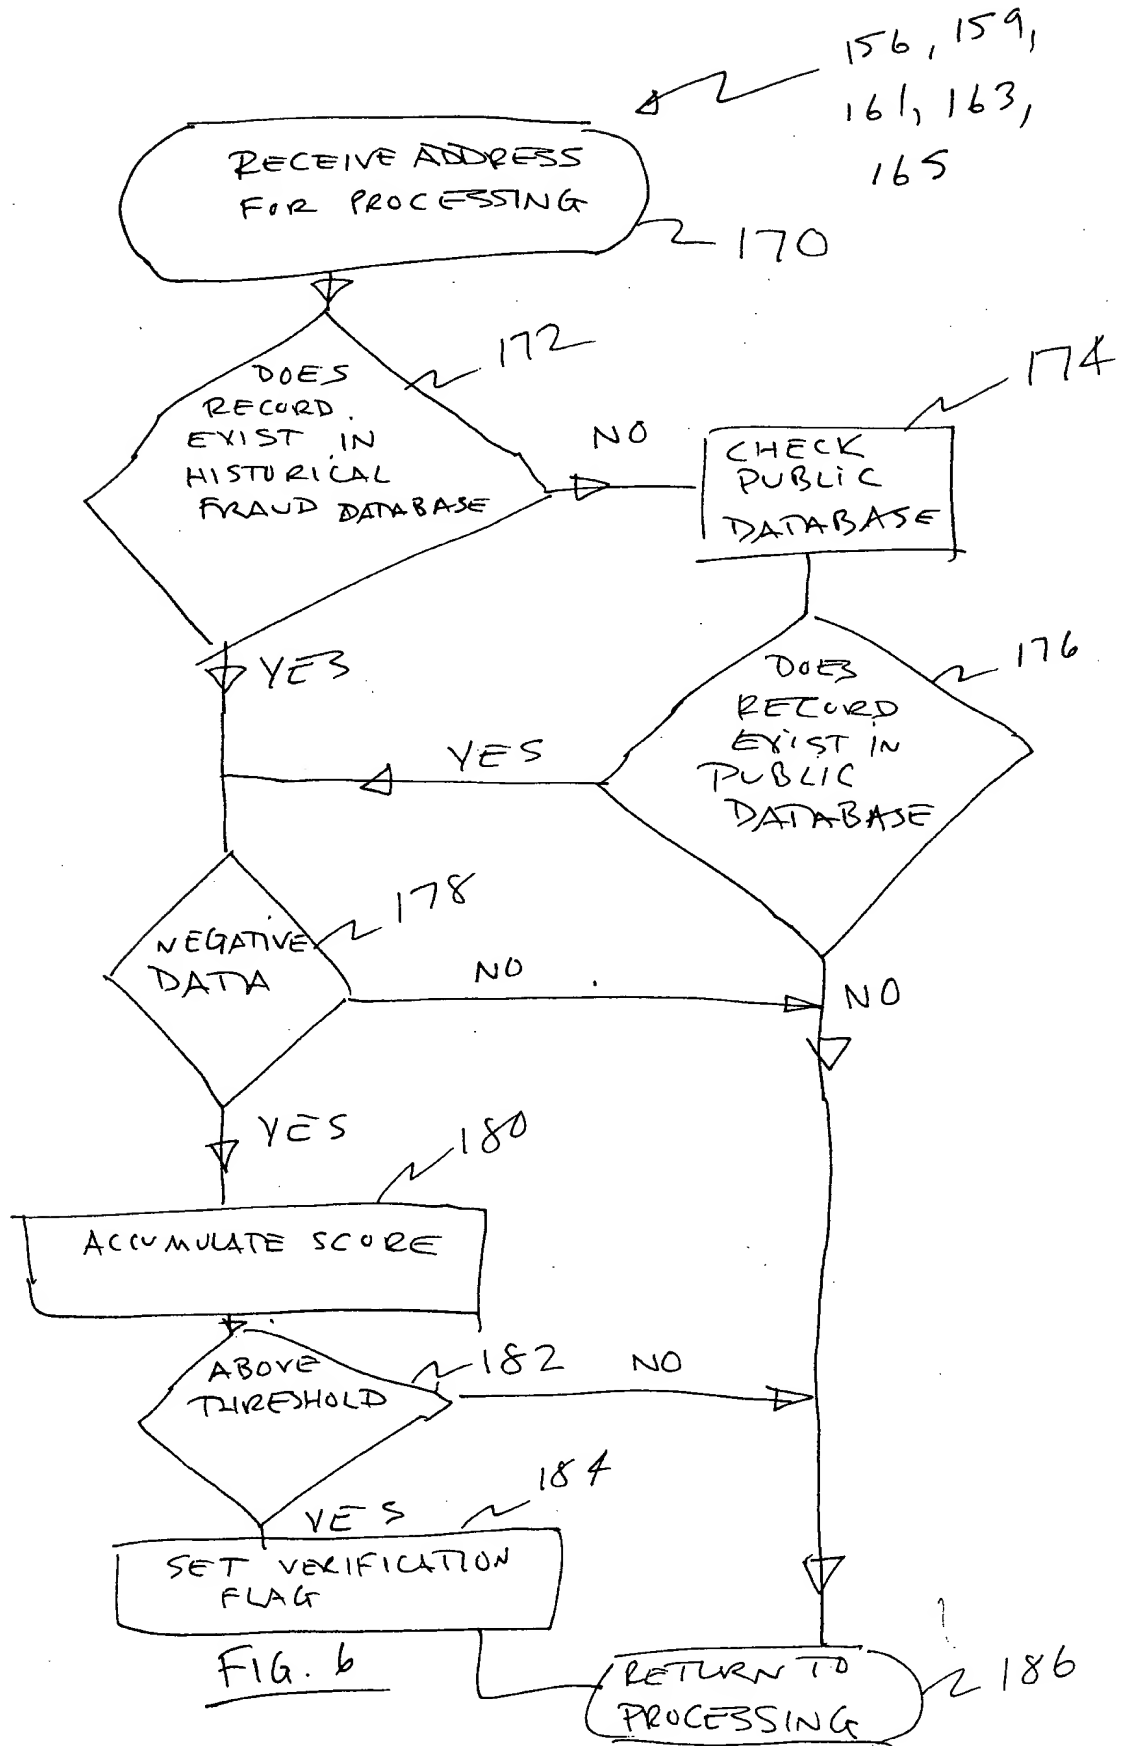 156, 159,
161, 163,
165
RECEIVE ADDRESS
FOR PROCESSING
170
172
DOES
RECORD
EXIST IN
HISTORICAL
FRAUD DATABASE
NO
174
CHECK
PUBLIC
DATABASE
YES
176
DOES
RECORD
EXIST IN
PUBLIC
DATABASE
YES
178
NEGATIVE
DATA
NO
NO
YES
180
ACCUMULATE SCORE
ABOVE
THRESHOLD
182
NO
184
YES
SET VERIFICATION
FLAG
FIG. 6
RETURN TO
PROCESSING
186